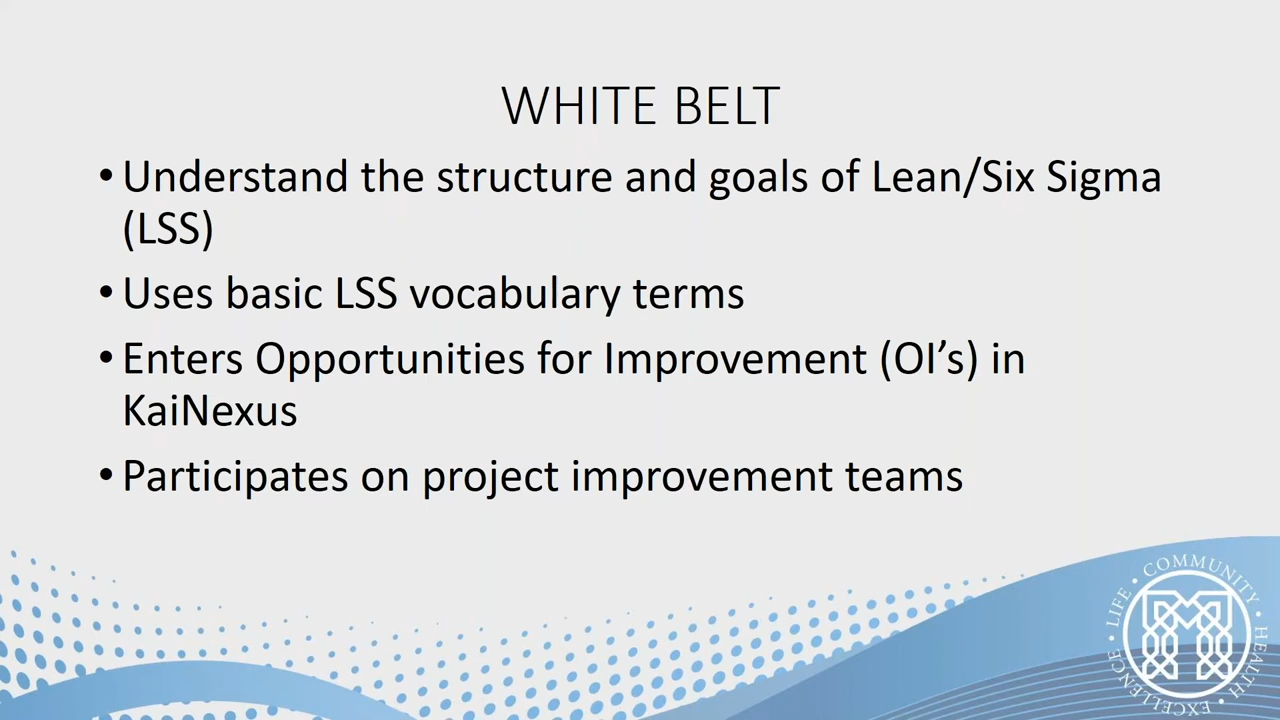 WHITE BELT
• Understand the structure and goals of Lean/Six Sigma
(LSS)
• Uses basic LSS vocabulary terms
• Enters Opportunities for Improvement (OI’s) in
KaiNexus
• Participates on project improvement teams
EXCELLENCE • LIFE • COMMUNITY • HEALTH •